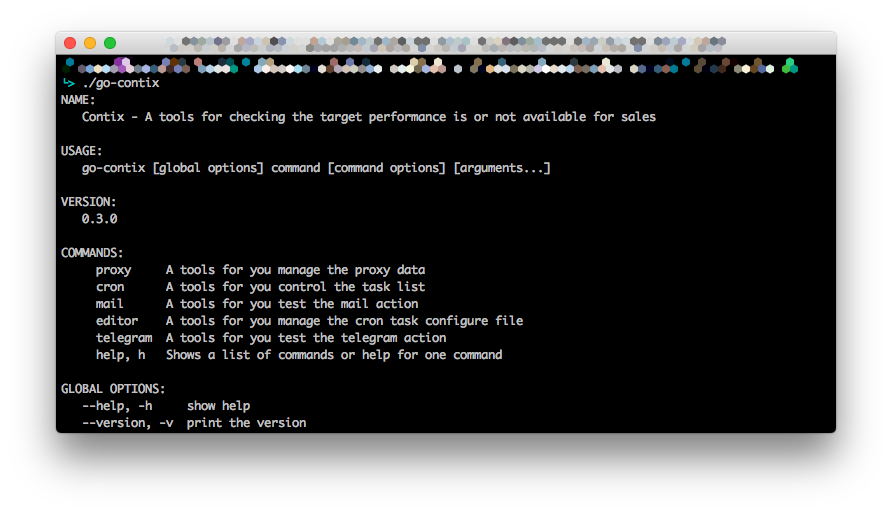 ↳ ./go-contix
NAME:
Contix - A tools for checking the target performance is or not available for sales
USAGE:
go-contix [global options] command [command options] [arguments...]
VERSION:
0.3.0
COMMANDS:
proxy A tools for you manage the proxy data
cron A tools for you control the task list
mail A tools for you test the mail action
editor A tools for you manage the cron task configure file
telegram A tools for you test the telegram action
help, h Shows a list of commands or help for one command
GLOBAL OPTIONS:
--help, -h show help
--version, -v print the version